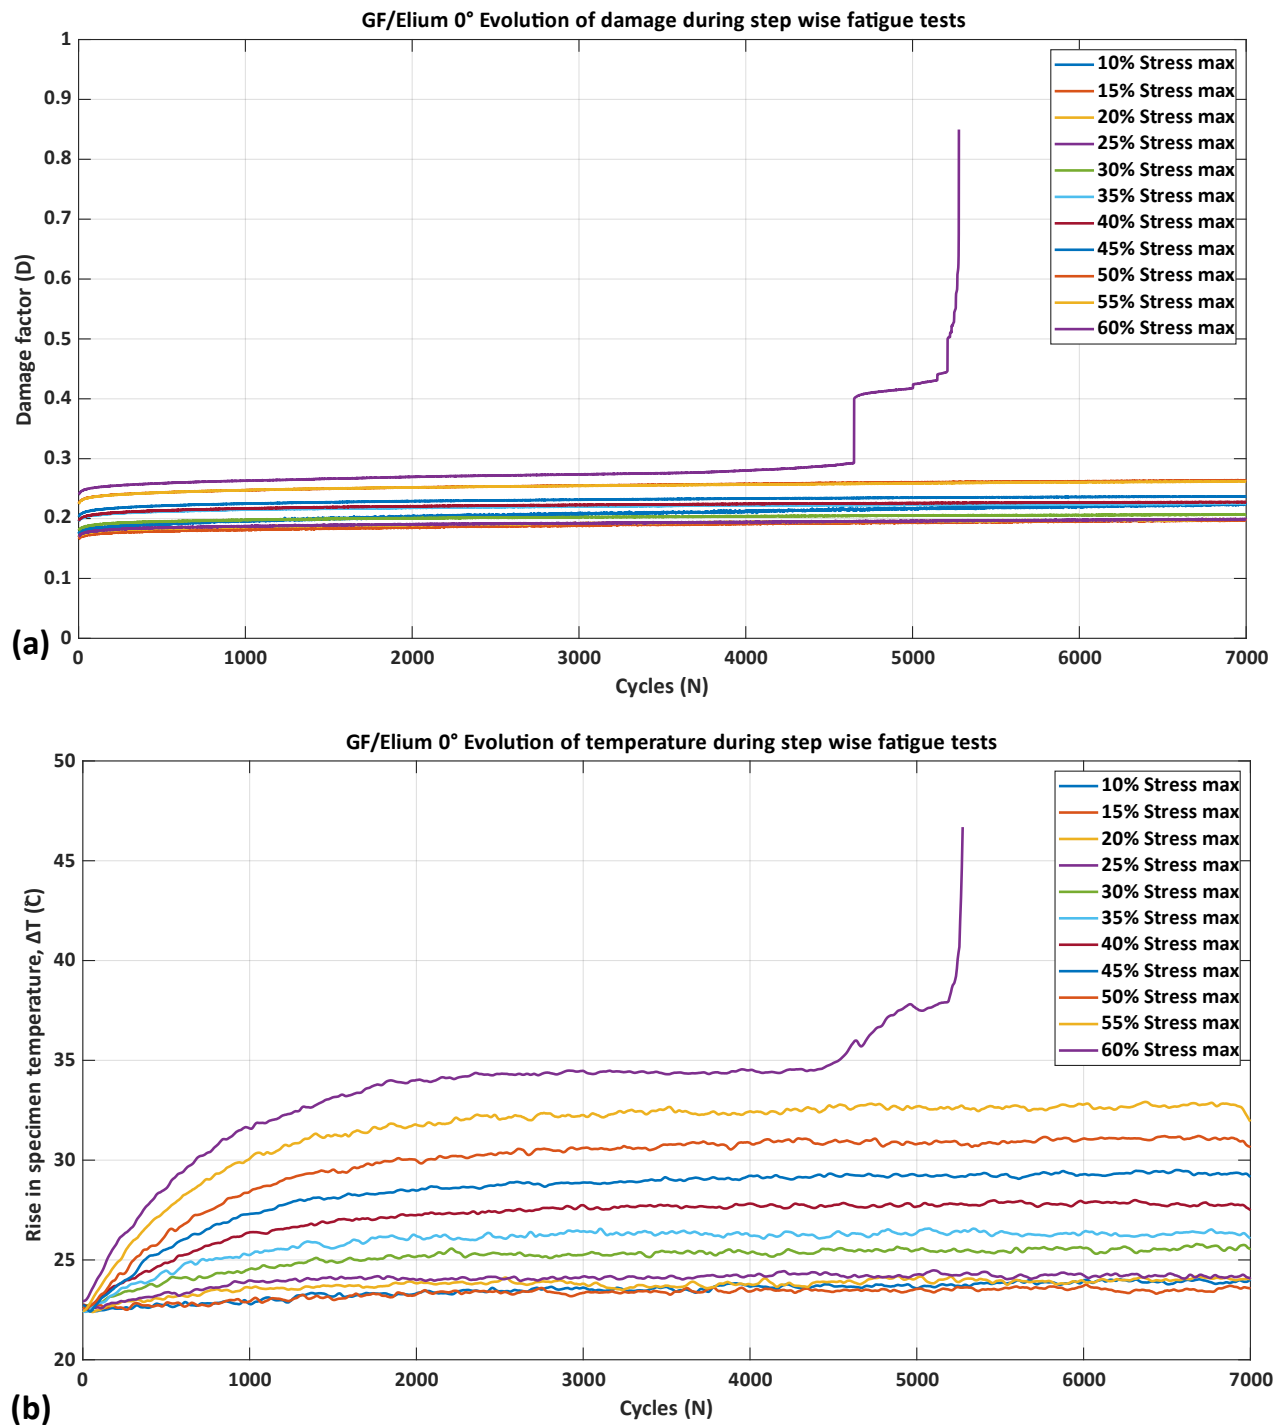 GF/Elium 0° Evolution of damage during step wise fatigue tests
1
0.9
0.8
0.7
0.6
0.5
0.4
0.3
0.2
0.1
0
Damage factor (D)
10% Stress max
15% Stress max
20% Stress max
25% Stress max
30% Stress max
35% Stress max
40% Stress max
45% Stress max
50% Stress max
55% Stress max
60% Stress max
(a)
0 1000 2000 3000 4000 5000 6000 7000
Cycles (N)
GF/Elium 0° Evolution of temperature during step wise fatigue tests
50
45
40
35
30
25
20
Rise in specimen temperature, ΔT (℃)
10% Stress max
15% Stress max
20% Stress max
25% Stress max
30% Stress max
35% Stress max
40% Stress max
45% Stress max
50% Stress max
55% Stress max
60% Stress max
(b)
0 1000 2000 3000 4000 5000 6000 7000
Cycles (N)